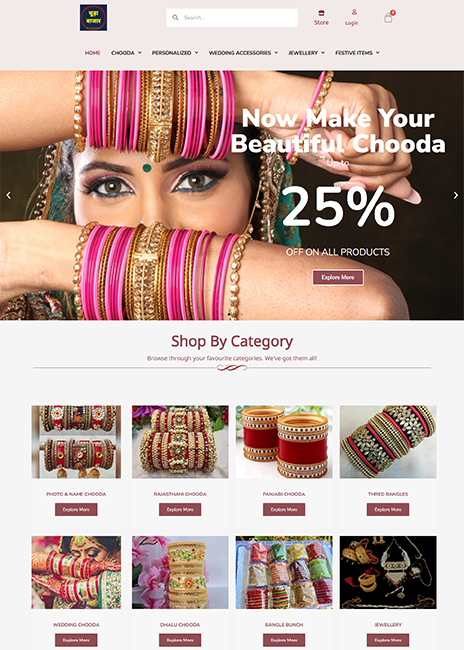 चूड़ा
बाजार
Search...
Store
Login
0
HOME CHOODA PERSONALIZED WEDDING ACCESSORIES JEWELLERY FESTIVE ITEMS
Now Make Your
Beautiful Chooda
Up to
25%
OFF ON ALL PRODUCTS
Explore More
Shop By Category
Browse through your favourite categories. We've got them all!
PHOTO & NAME CHOODA RAJASTHANI CHOODA PANJABI CHOODA THRED BANGLES
Explore More Explore More Explore More Explore More
WEDDING CHOODA DHALU CHOODA BANGLE BUNCH JEWELLERY
Explore More Explore More Explore More Explore More